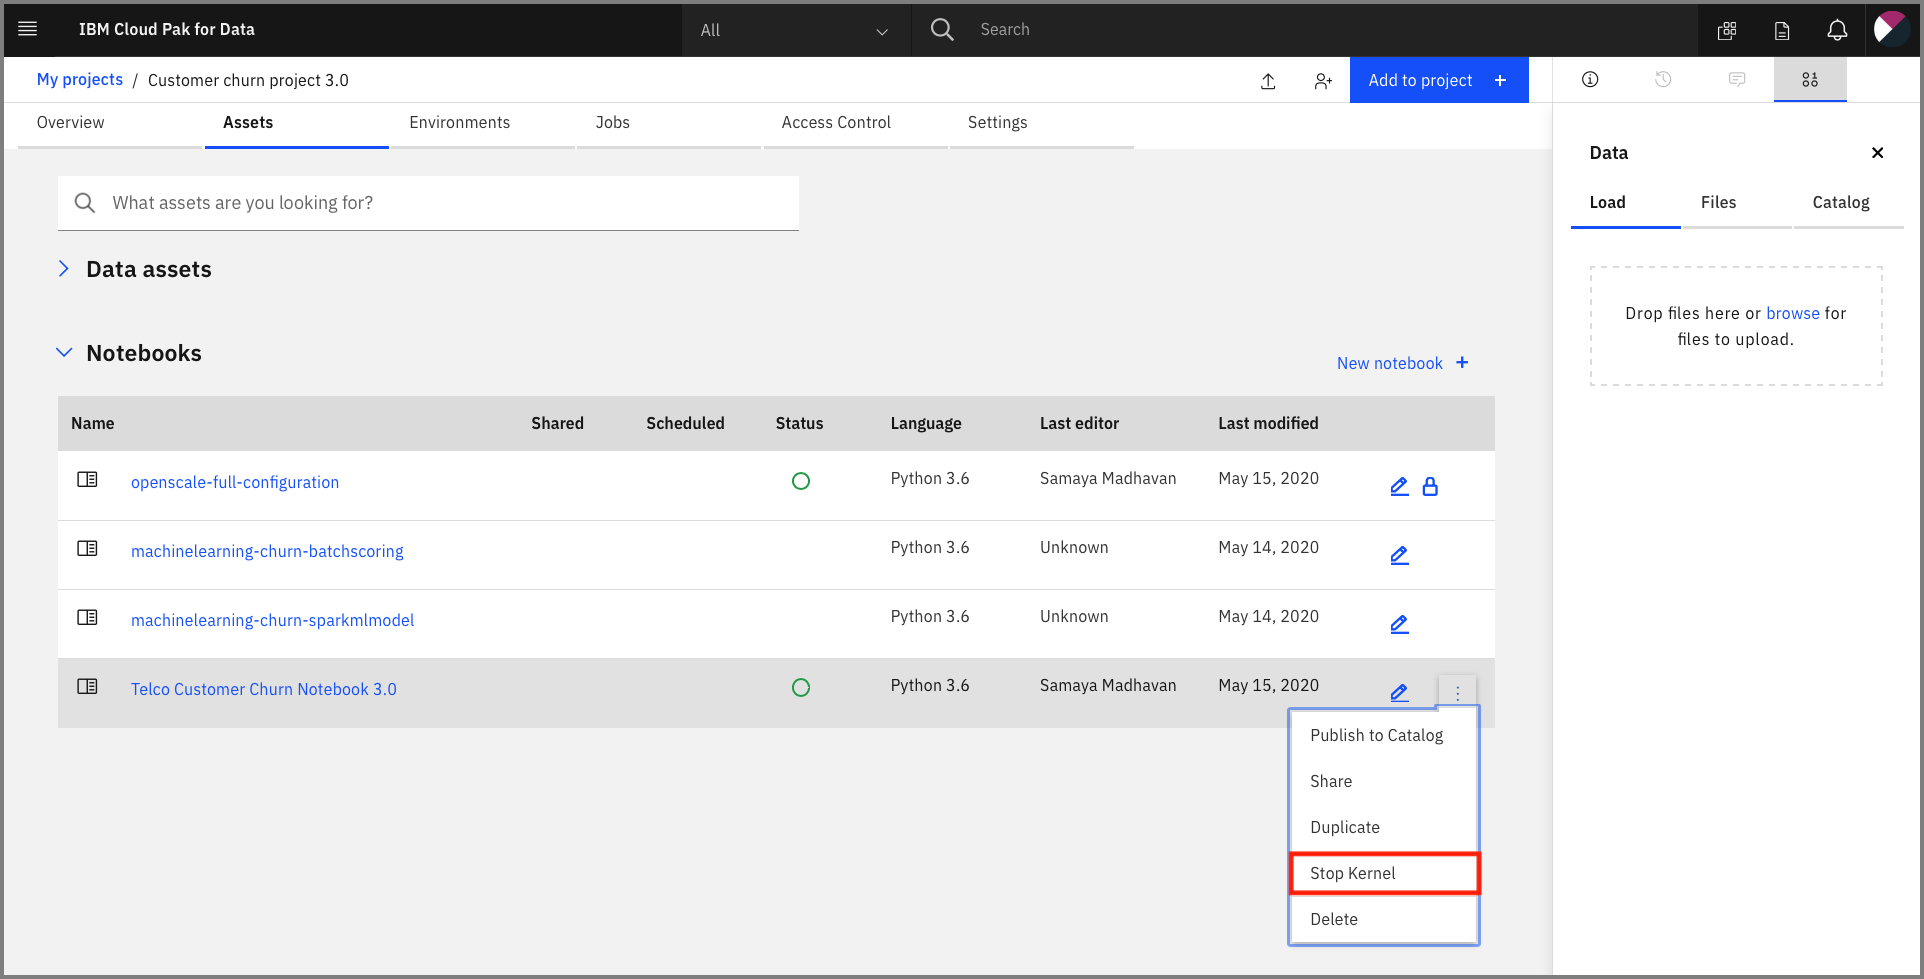 IBM Cloud Pak for Data
All
Search
My projects / Customer churn project 3.0
Add to project +
Overview
Assets
Environments
Jobs
Access Control
Settings
What assets are you looking for?
Data assets
Notebooks
New notebook +
Name Shared Scheduled Status Language Last editor Last modified
openscale-full-configuration Python 3.6 Samaya Madhavan May 15, 2020
machinelearning-churn-batchscoring Python 3.6 Unknown May 14, 2020
machinelearning-churn-sparkmlmodel Python 3.6 Unknown May 14, 2020
Telco Customer Churn Notebook 3.0 Python 3.6 Samaya Madhavan May 15, 2020
Publish to Catalog
Share
Duplicate
Stop Kernel
Delete
Data
Load
Files
Catalog
Drop files here or browse for
files to upload.